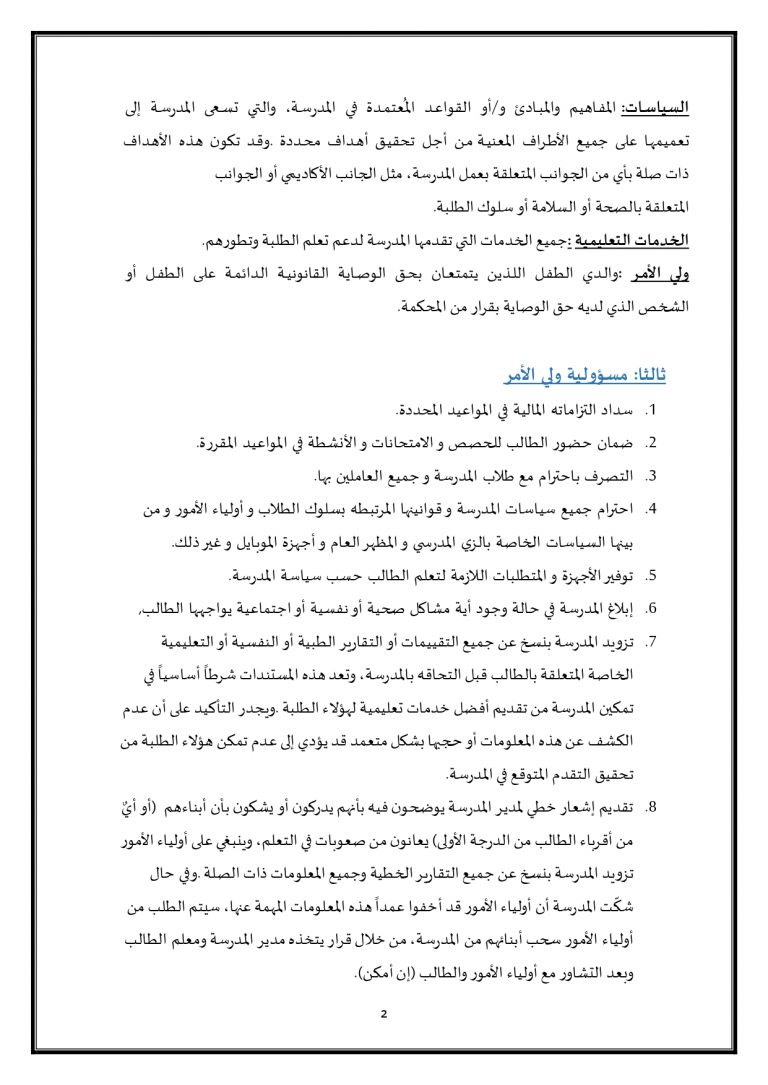 السياسات: المفاهيم والمبادئ و/أو القواعد المُعتمدة في المدرسة، والتي تسعى المدرسة إلى
تعميمها على جميع الأطراف المعنية من أجل تحقيق أهداف محددة .وقد تكون هذه الأهداف
ذات صلة بأي من الجوانب المتعلقة بعمل المدرسة، مثل الجانب الأكاديمي أو الجوانب
المتعلقة بالصحة أو السلامة أو سلوك الطلبة.
الخدمات التعليمية :جميع الخدمات التي تقدمها المدرسة لدعم تعلم الطلبة وتطورهم.
ولي الأمر :والدي الطفل اللذين يتمتعان بحق الوصاية القانونية الدائمة على الطفل أو
الشخص الذي لديه حق الوصاية بقرار من المحكمة.
ثالثا: مسؤولية ولي الأمر
1. سداد التزاماته المالية في المواعيد المحددة.
2. ضمان حضور الطالب للحصص و الامتحانات و الأنشطة في المواعيد المقررة.
3. التصرف باحترام مع طلاب المدرسة و جميع العاملين بها.
4. احترام جميع سياسات المدرسة و قوانينها المرتبطه بسلوك الطلاب و أولياء الأمور و من
بينها السياسات الخاصة بالزي المدرسي و المظهر العام و أجهزة الموبايل و غير ذلك.
5. توفير الأجهزة و المتطلبات اللازمة لتعلم الطالب حسب سياسة المدرسة.
6. إبلاغ المدرسة في حالة وجود أية مشاكل صحية أو نفسية أو اجتماعية يواجهها الطالب,
7. تزويد المدرسة بنسخ عن جميع التقييمات أو التقارير الطبية أو النفسية أو التعليمية
الخاصة المتعلقة بالطالب قبل التحاقه بالمدرسة، وتعد هذه المستندات شرطاً أساسياً في
تمكين المدرسة من تقديم أفضل خدمات تعليمية لهؤلاء الطلبة .ويجدر التأكيد على أن عدم
الكشف عن هذه المعلومات أو حجبها بشكل متعمد قد يؤدي إلى عدم تمكن هؤلاء الطلبة من
تحقيق التقدم المتوقع في المدرسة.
8. تقديم إشعار خطي لمدير المدرسة يوضحون فيه بأنهم يدركون أو يشكون بأن أبناءهم (أو أيٌ
من أقرباء الطالب من الدرجة الأولى) يعانون من صعوبات في التعلم، وينبغي على أولياء الأمور
تزويد المدرسة بنسخ عن جميع التقارير الخطية وجميع المعلومات ذات الصلة .وفي حال
شكّت المدرسة أن أولياء الأمور قد أخفوا عمداً هذه المعلومات المهمة عنها، سيتم الطلب من
أولياء الأمور سحب أبنائهم من المدرسة، من خلال قرار يتخذه مدير المدرسة ومعلم الطالب
وبعد التشاور مع أولياء الأمور والطالب (إن أمكن).
2